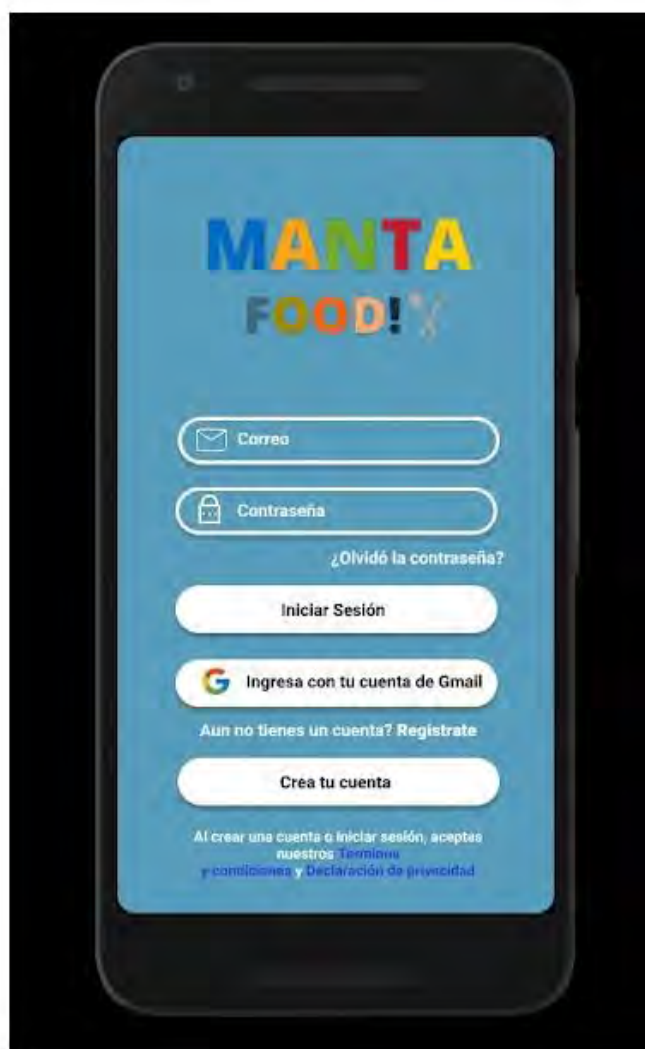 MANTA
FOOD!
Correo
Contraseña
¿Olvidó la contraseña?
Iniciar Sesión
Ingresa con tu cuenta de Gmail
Aun no tienes un cuenta? Registrate
Crea tu cuenta
Al crear una cuenta o iniciar sesión, aceptas
nuestros Terminos
y condiciones y Declaración de privacidad